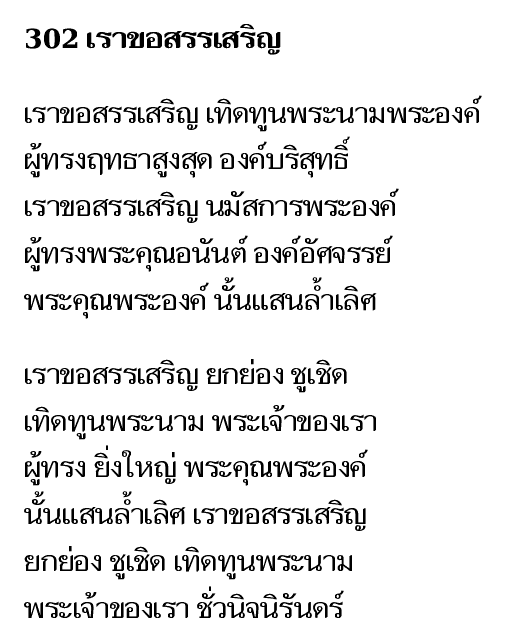 302 เราขอสรรเสริญ
เราขอสรรเสริญ เทิดทูนพระนามพระองค์
ผู้ทรงฤทธาสูงสุด องค์บริสุทธิ์
เราขอสรรเสริญ นมัสการพระองค์
ผู้ทรงพระคุณอนันต์ องค์อัศจรรย์
พระคุณพระองค์ นั้นแสนล้ำเลิศ
เราขอสรรเสริญ ยกย่อง ชูเชิด
เทิดทูนพระนาม พระเจ้าของเรา
ผู้ทรง ยิ่งใหญ่ พระคุณพระองค์
นั้นแสนล้ำเลิศ เราขอสรรเสริญ
ยกย่อง ชูเชิด เทิดทูนพระนาม
พระเจ้าของเรา ชั่วนิจนิรันดร์